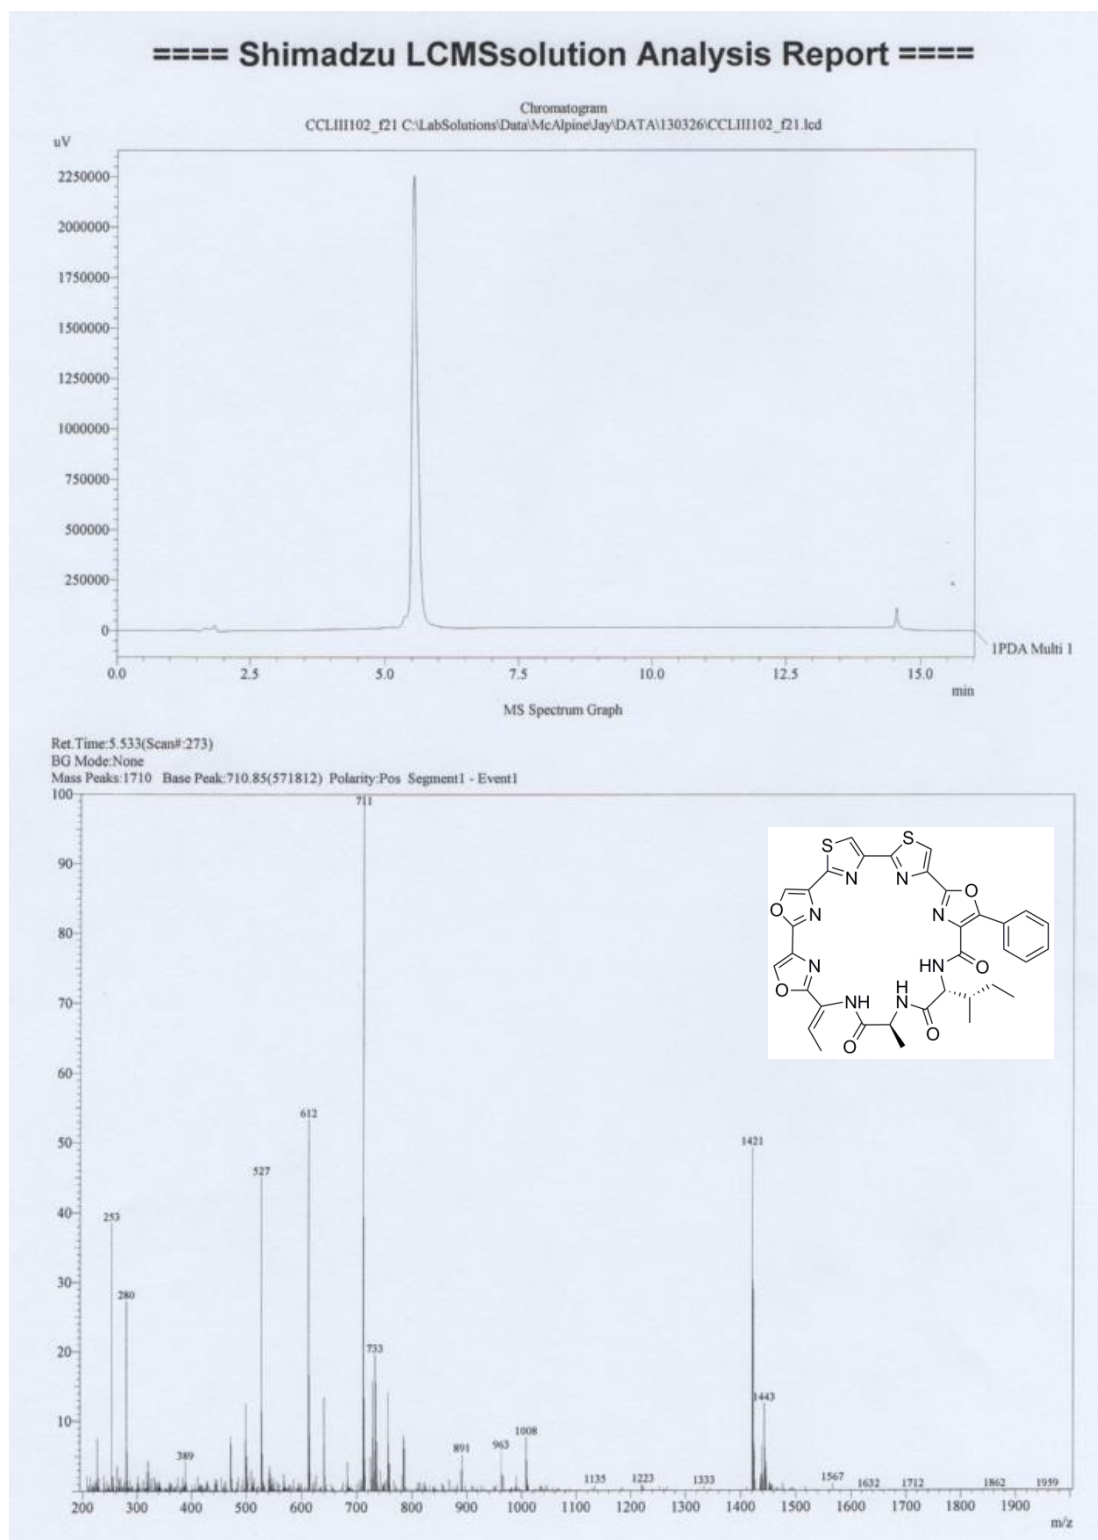 ==== Shimadzu LCMSsolution Analysis Report ====
Chromatogram
CCLIII102_f21 C:\LabSolutions\Data\McAlpine\Jay\DATA\130326\CCLIII102_f21.lcd
uV
2250000
2000000
1750000
1500000
1250000
1000000
750000
500000
250000
0
1PDA Multi 1
0.0 2.5 5.0 7.5 10.0 12.5 15.0
min
MS Spectrum Graph
Ret.Time:5.533(Scan#:273)
BG Mode:None
Mass Peaks:1710 Base Peak:710.85(571812) Polarity:Pos Segment1 - Event1
100
90
80
70
60
50
40
30
20
10
711
612
527
253
280
733
389
891
963
1008
1135
1223
1333
1421
1443
1567
1632
1712
1862
1959
S S
N N O
O N N
HN O
N H
O NH N
O O
200 300 400 500 600 700 800 900 1000 1100 1200 1300 1400 1500 1600 1700 1800 1900
m/z